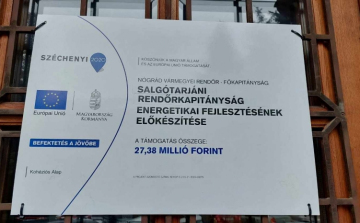 SZÉCHENYI 2020
NÓGRÁD VÁRMEGYEI RENDŐR - FŐKAPITÁNYSÁG
SALGÓTARJÁNI
RENDŐRKAPITÁNYSÁG
ENERGETIKAI FEJLESZTÉSÉNEK
ELŐKÉSZÍTÉSE
A TÁMOGATÁS ÖSSZEGE:
27,38 MILLIÓ FORINT
Európai Unió
MAGYARORSZÁG
KORMÁNYA
BEFEKTETÉS A JÖVŐBE
Kohéziós Alap